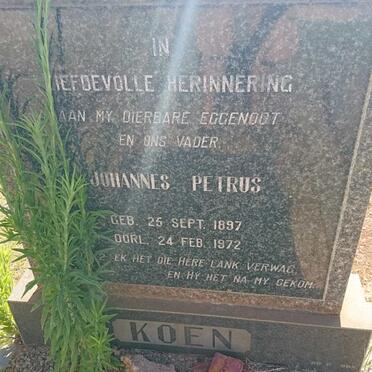 IN
LIEFDEVOLLE HERINNERING
AAN MY DIERBARE EGGENOOT
EN ONS VADER
JOHANNES PETRUS
GEB. 25 SEPT. 1897
OORL. 24 FEB. 1972
EK HET DIE HERE LANK VERWAG
EN HY HET NA MY GEKOM.
KOEN